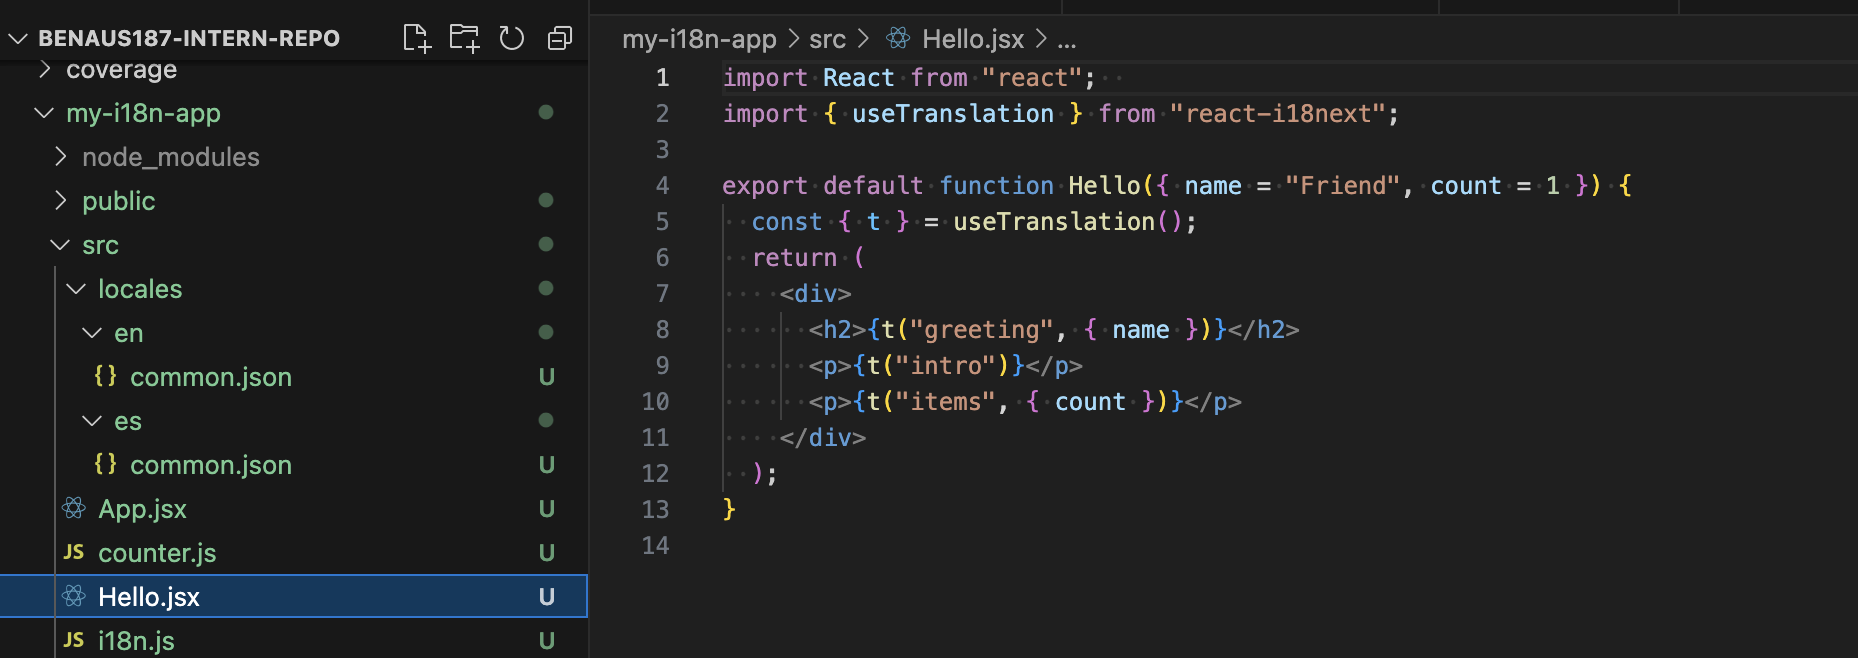 BENAUS187-INTERN-REPO
coverage
my-i18n-app
node_modules
public
src
locales
en
{} common.json U
es
{} common.json U
App.jsx U
JS counter.js U
Hello.jsx U
JS i18n.js U
my-i18n-app > src > Hello.jsx > ...
1 import React from "react";
2 import { useTranslation } from "react-i18next";
3
4 export default function Hello({ name = "Friend", count = 1 }) {
5 const { t } = useTranslation();
6 return (
7 <div>
8 <h2>{t("greeting", { name })}</h2>
9 <p>{t("intro")}</p>
10 <p>{t("items", { count })}</p>
11 </div>
12 );
13 }
14